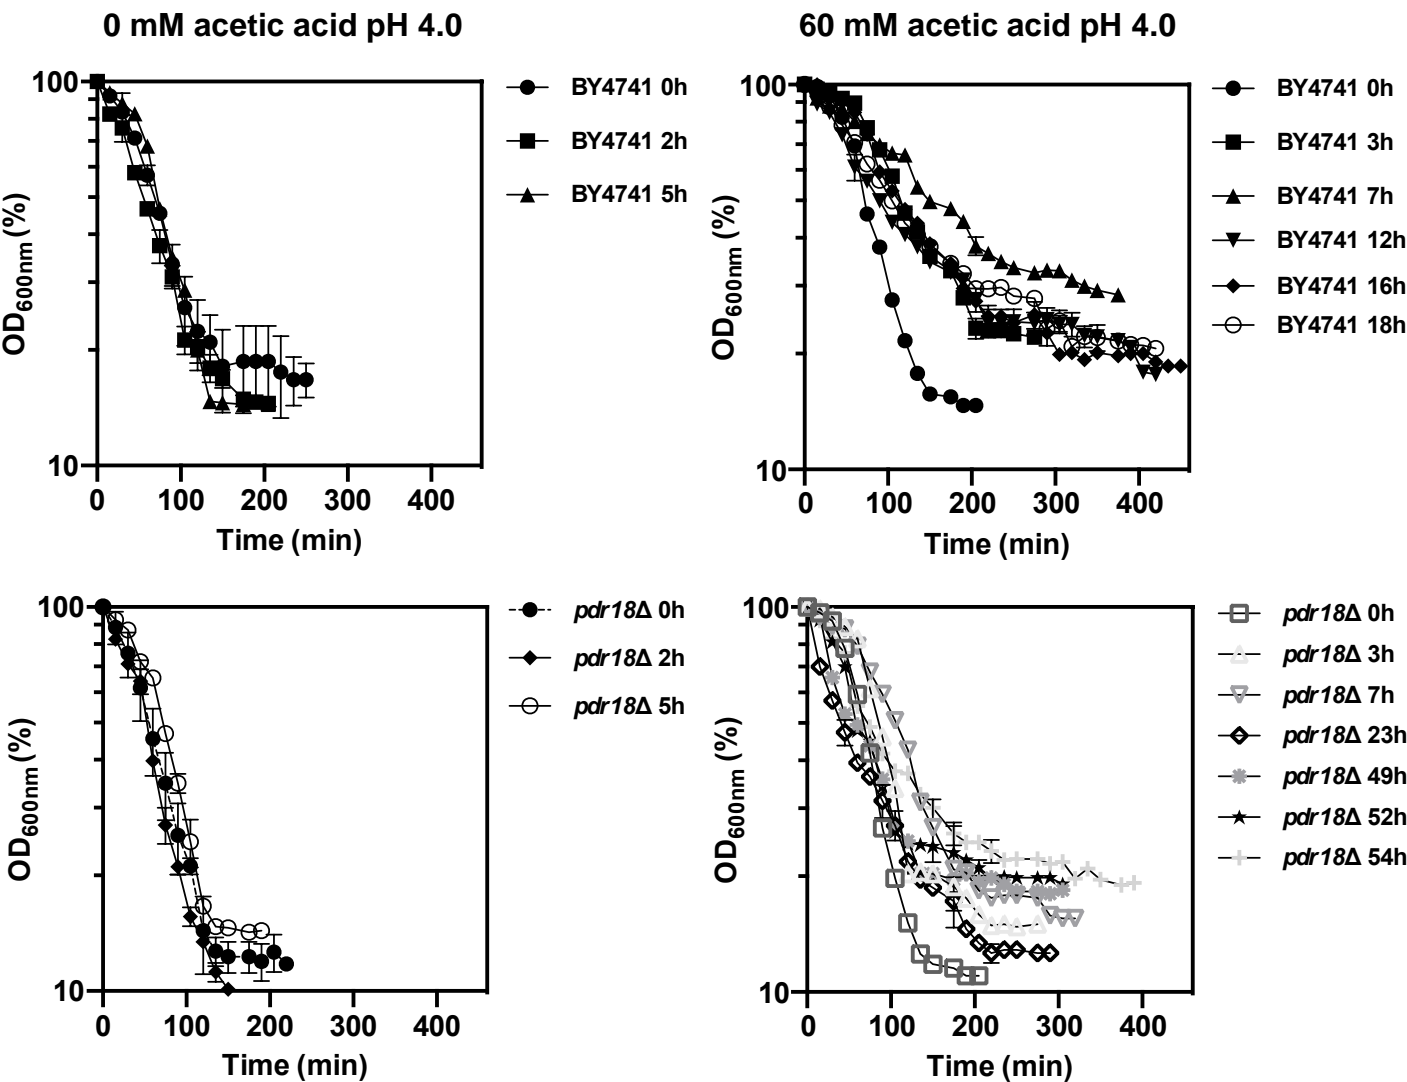 0 mM acetic acid pH 4.0
100
10
OD600nm (%)
0 100 200 300 400
Time (min)
BY4741 0h
BY4741 2h
BY4741 5h
60 mM acetic acid pH 4.0
100
10
OD600nm (%)
0 100 200 300 400
Time (min)
BY4741 0h
BY4741 3h
BY4741 7h
BY4741 12h
BY4741 16h
BY4741 18h
100
10
OD600nm (%)
0 100 200 300 400
Time (min)
pdr18Δ 0h
pdr18Δ 2h
pdr18Δ 5h
100
10
OD600nm (%)
0 100 200 300 400
Time (min)
pdr18Δ 0h
pdr18Δ 3h
pdr18Δ 7h
pdr18Δ 23h
pdr18Δ 49h
pdr18Δ 52h
pdr18Δ 54h